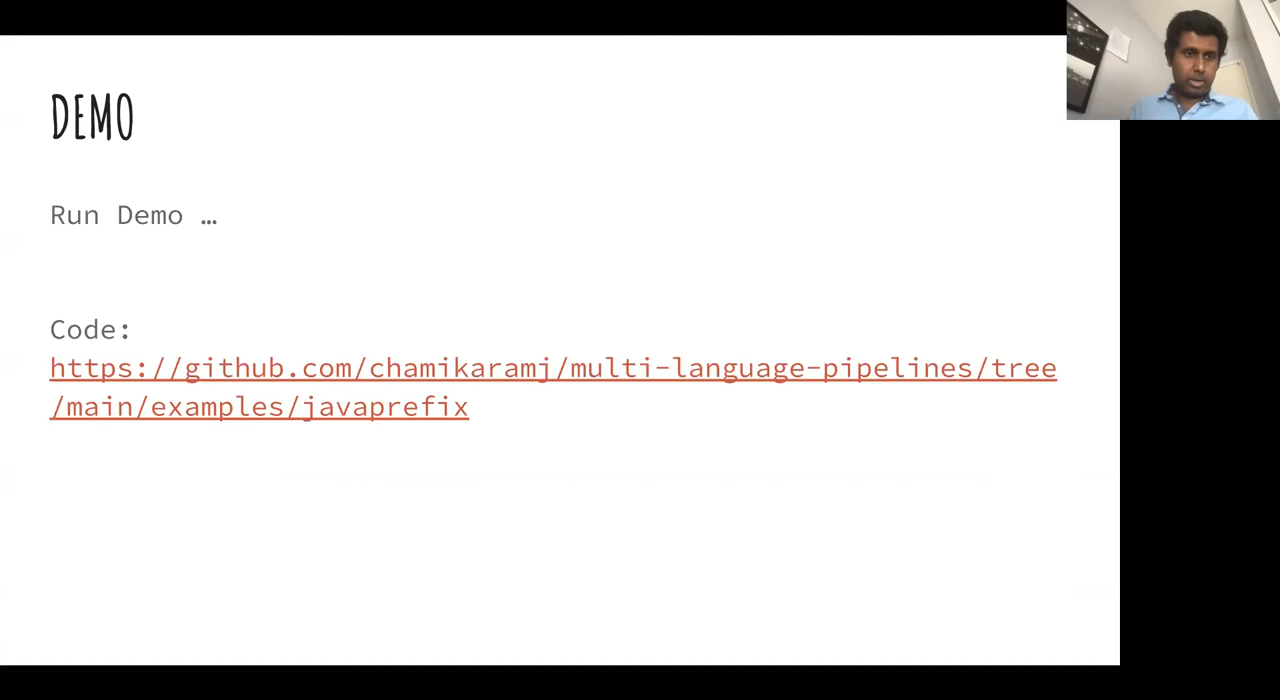 DEMO
Run Demo …
Code:
https://github.com/chamikaramj/multi-language-pipelines/tree
/main/examples/javaprefix